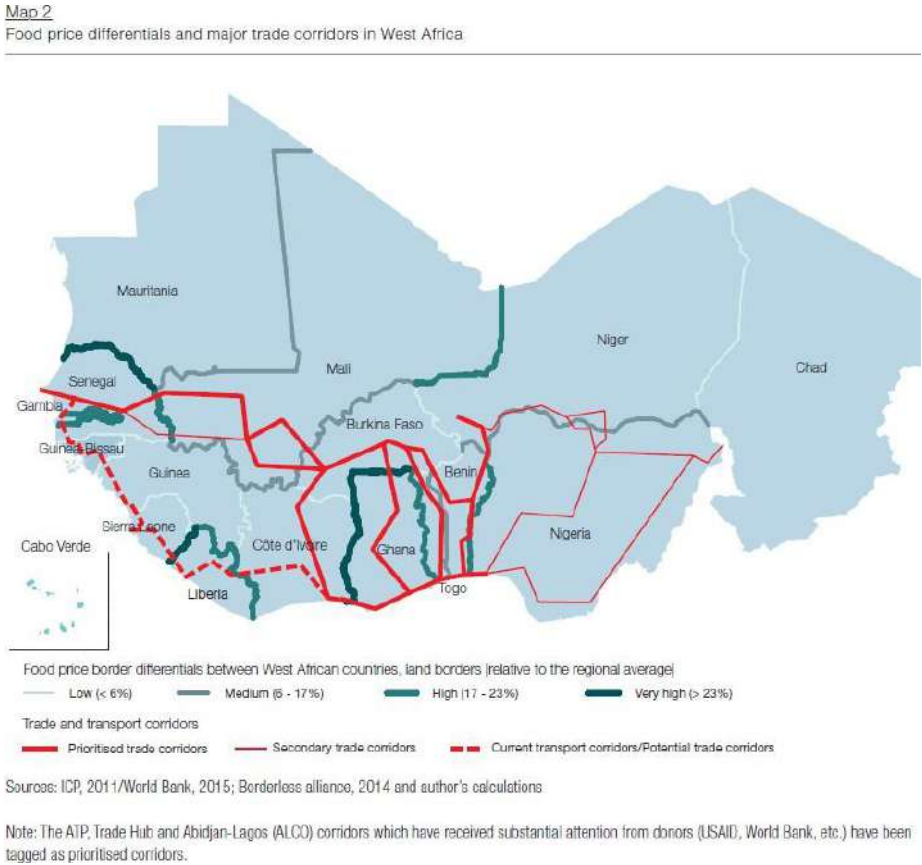 Map 2
Food price differentials and major trade corridors in West Africa
Mauritania
Niger
Mali
Chad
Senegal
Gambia
Burkina Faso
Guinea Bissau
Benin
Guinea
Sierra Leone
Nigeria
Cabo Verde
Côte d'Ivoire
Ghana
Togo
Liberia
Food price border differentials between West African countries, land borders |relative to the regional average|
Low (< 6%)
Medium (6 - 17%)
High (17 - 23%)
Very high (> 23%)
Trade and transport corridors
Prioritised trade corridors
Secondary trade corridors
Current transport corridors/Potential trade corridors
Sources: ICP, 2011/World Bank, 2015; Borderless alliance, 2014 and author's calculations
Note: The ATP, Trade Hub and Abidjan-Lagos (ALCO) corridors which have received substantial attention from donors (USAID, World Bank, etc.) have been
tagged as prioritised corridors.